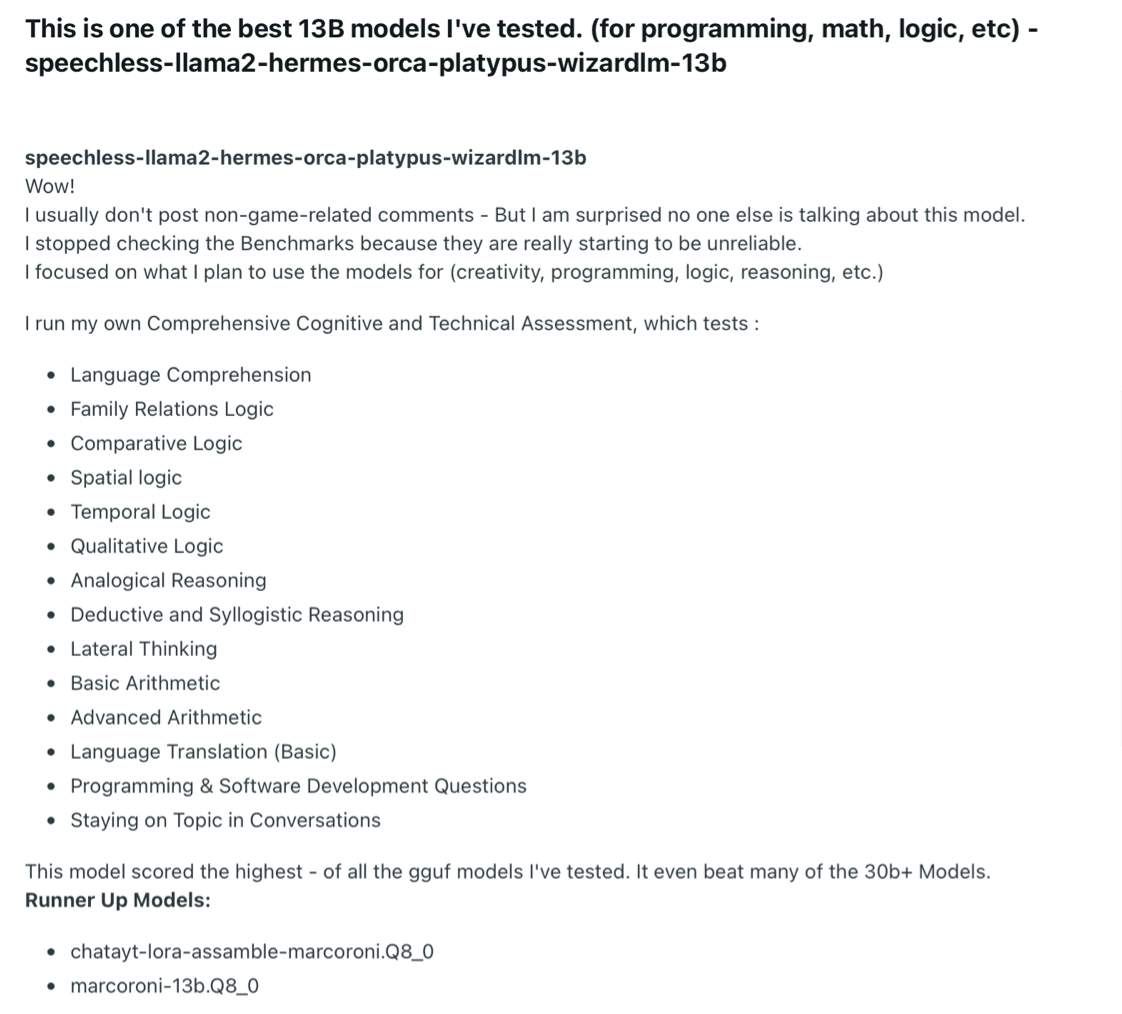 This is one of the best 13B models I've tested. (for programming, math, logic, etc) -
speechless-llama2-hermes-orca-platypus-wizardlm-13b
speechless-llama2-hermes-orca-platypus-wizardlm-13b
Wow!
I usually don't post non-game-related comments - But I am surprised no one else is talking about this model.
I stopped checking the Benchmarks because they are really starting to be unreliable.
I focused on what I plan to use the models for (creativity, programming, logic, reasoning, etc.)
I run my own Comprehensive Cognitive and Technical Assessment, which tests :
• Language Comprehension
• Family Relations Logic
• Comparative Logic
• Spatial logic
• Temporal Logic
• Qualitative Logic
• Analogical Reasoning
• Deductive and Syllogistic Reasoning
• Lateral Thinking
• Basic Arithmetic
• Advanced Arithmetic
• Language Translation (Basic)
• Programming & Software Development Questions
• Staying on Topic in Conversations
This model scored the highest - of all the gguf models I've tested. It even beat many of the 30b+ Models.
Runner Up Models:
• chatayt-lora-assamble-marcoroni.Q8_0
• marcoroni-13b.Q8_0